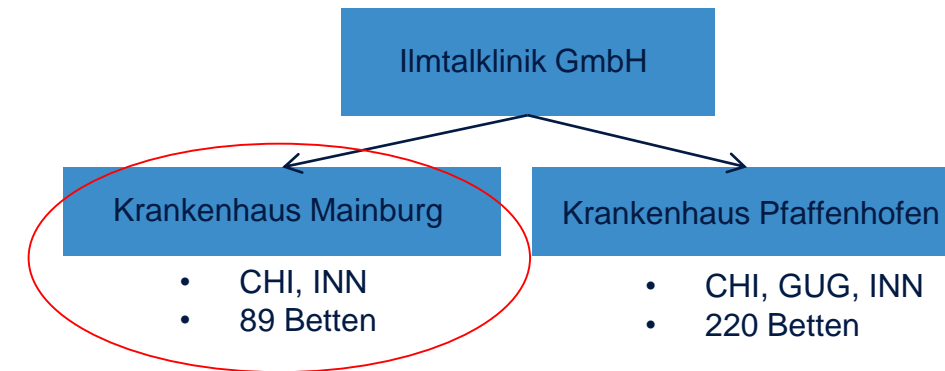 Ilmtalklinik GmbH
Krankenhaus Mainburg
• CHI, INN
• 89 Betten
Krankenhaus Pfaffenhofen
• CHI, GUG, INN
• 220 Betten